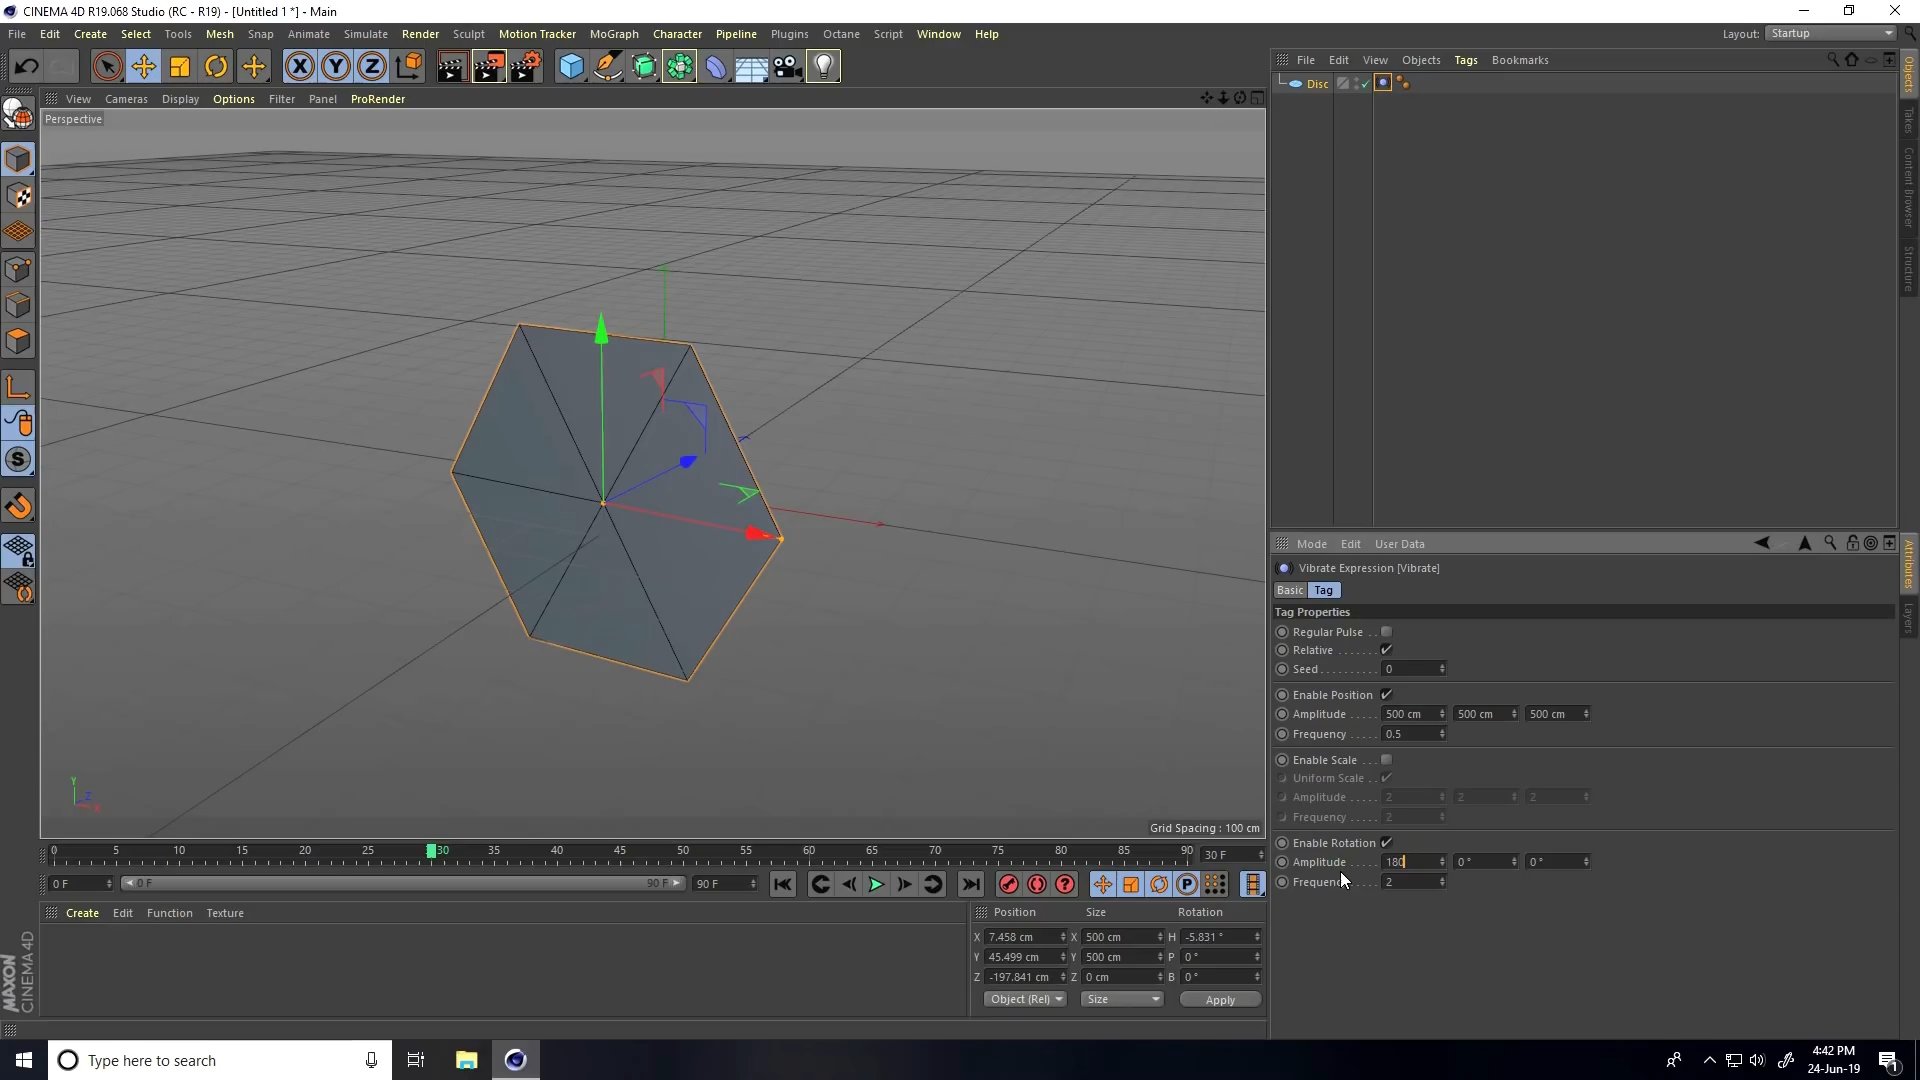 CINEMA 4D R19.068 Studio (RC - R19) - [Untitled 1 *] - Main
File Edit Create Select Tools Mesh Snap Animate Simulate Render Sculpt Motion Tracker MoGraph Character Pipeline Plugins Octane Script Window Help
Layout: Startup
File Edit View Objects Tags Bookmarks
Disc
View Cameras Display Options Filter Panel ProRender
Perspective
Objects
Takes
Content Browser
Structure
Mode Edit User Data
Vibrate Expression [Vibrate]
Basic Tag
Tag Properties
Regular Pulse . .
Relative . . . . . . .
Seed . . . . . . . . . . 0
Enable Position
Amplitude . . . . . 500 cm 500 cm 500 cm
Frequency . . . . . 0.5
Enable Scale . . .
Uniform Scale . .
Amplitude . . . . . 2 2 2
Frequency . . . . . 2
Enable Rotation
Amplitude . . . . . 180 0 ° 0 °
Frequency . . . 2
Attributes
Layers
Y
Z
X
Grid Spacing : 100 cm
0 5 10 15 20 25 30 35 40 45 50 55 60 65 70 75 80 85 90 30 F
0 F 0 F 90 F 90 F
Create Edit Function Texture
Position Size Rotation
X 7.458 cm X 500 cm H -5.831 °
Y 45.499 cm Y 500 cm P 0 °
Z -197.841 cm Z 0 cm B 0 °
Object (Rel) Size Apply
MAXON
CINEMA 4D
Type here to search
4:42 PM
24-Jun-19
1